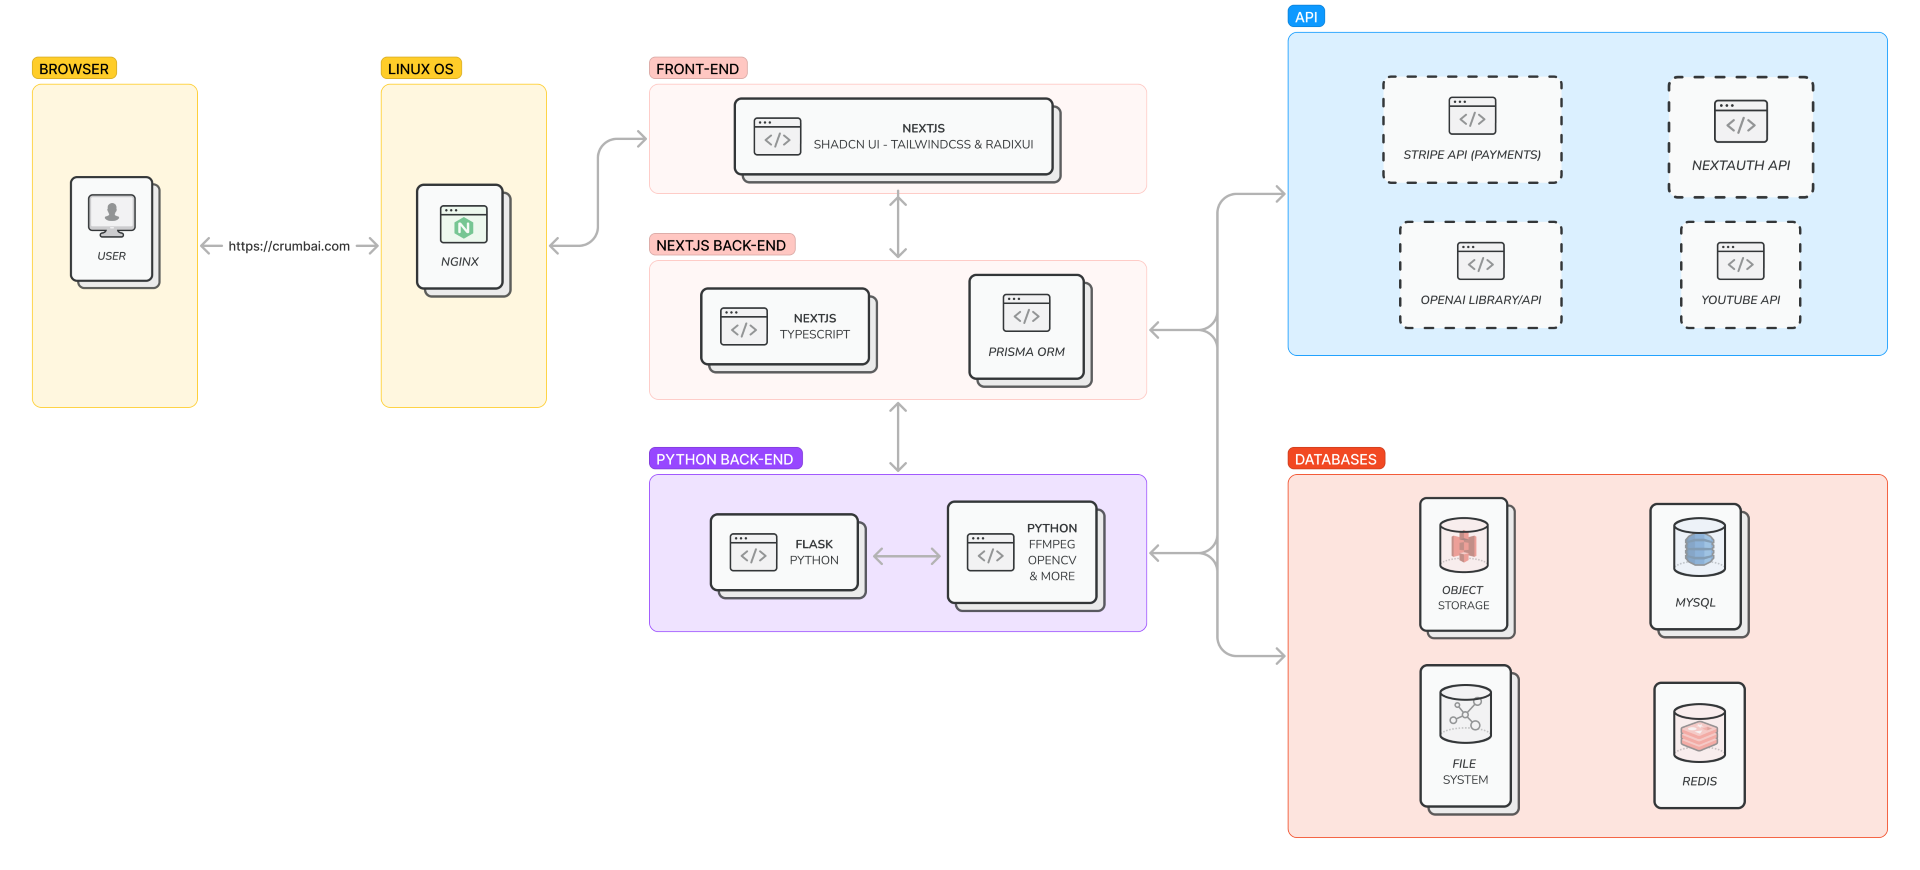 API
BROWSER
LINUX OS
FRONT-END
NEXTJS
SHADCN UI - TAILWINDCSS & RADIXUI
STRIPE API (PAYMENTS)
NEXTAUTH API
USER
https://crumbai.com
NGINX
NEXTJS BACK-END
NEXTJS
TYPESCRIPT
PRISMA ORM
OPENAI LIBRARY/API
YOUTUBE API
PYTHON BACK-END
FLASK
PYTHON
PYTHON
FFMPEG
OPENCV
& MORE
DATABASES
OBJECT
STORAGE
MYSQL
FILE
SYSTEM
REDIS